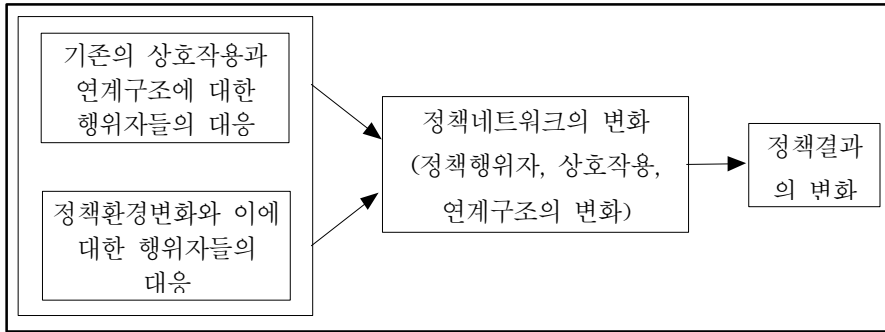 기존의 상호작용과
연계구조에 대한
행위자들의 대응
정책환경변화와 이에
대한 행위자들의
대응
정책네트워크의 변화
(정책행위자, 상호작용,
연계구조의 변화)
정책결과
의 변화